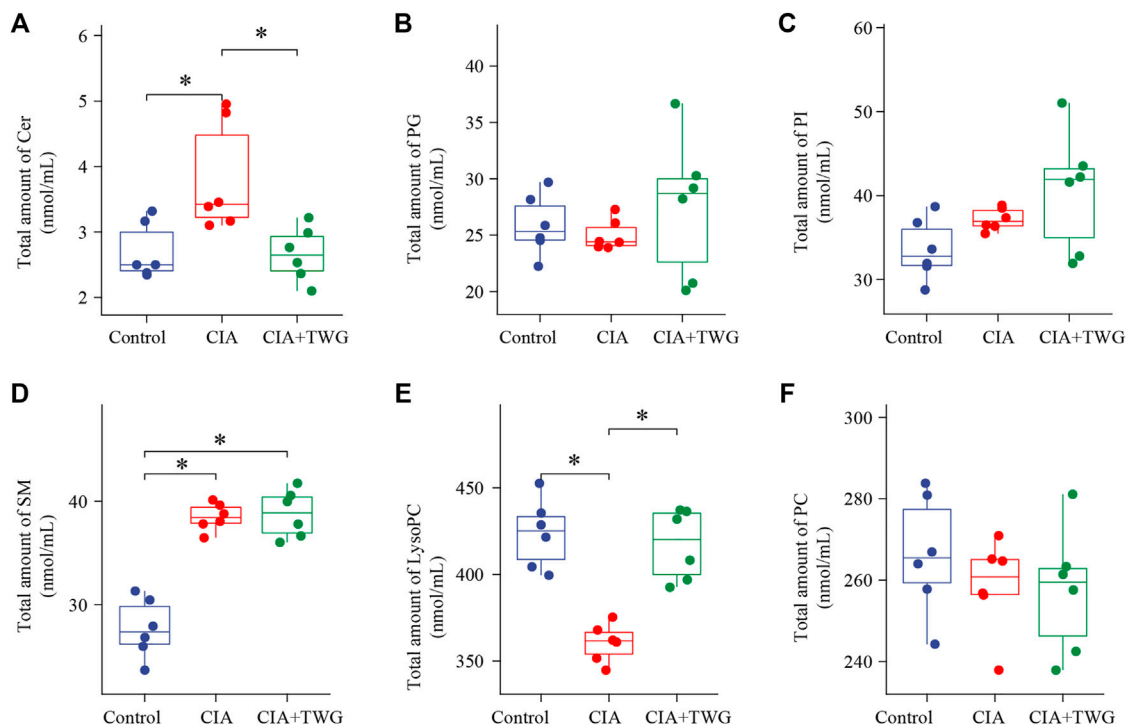 A
Total amount of Cer
(nmol/mL)
6
5
4
3
2
*
*
Control
CIA
CIA+TWG
B
Total amount of PG
(nmol/mL)
40
35
30
25
20
Control
CIA
CIA+TWG
C
Total amount of PI
(nmol/mL)
60
50
40
30
Control
CIA
CIA+TWG
D
Total amount of SM
(nmol/mL)
40
28
*
*
Control
CIA
CIA+TWG
E
Total amount of LysoPC
(nmol/mL)
450
400
350
*
*
Control
CIA
CIA+TWG
F
Total amount of PC
(nmol/mL)
300
280
260
240
Control
CIA
CIA+TWG